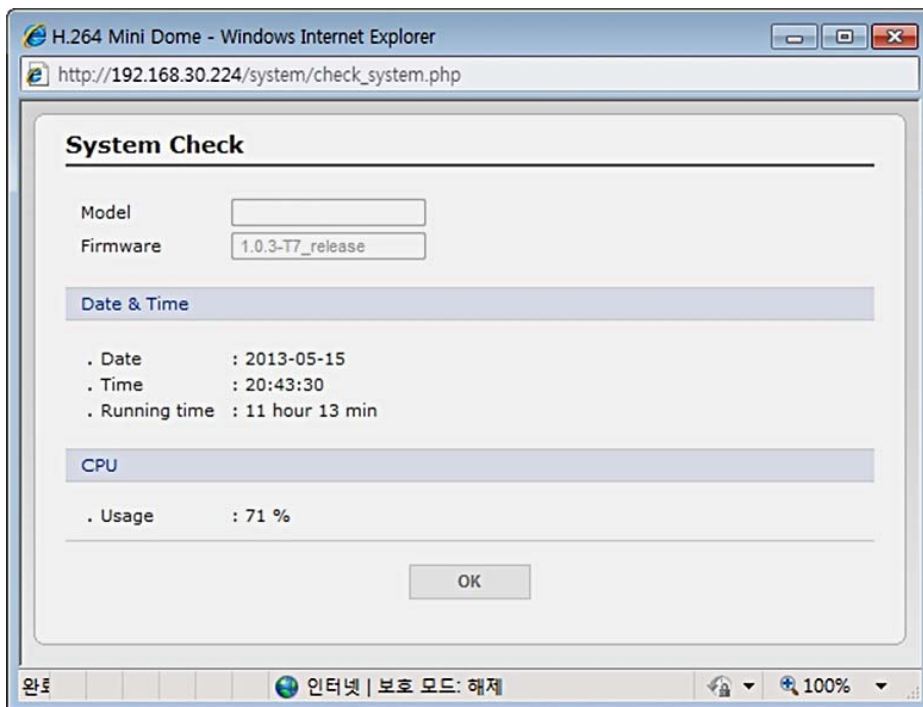 H.264 Mini Dome - Windows Internet Explorer
http://192.168.30.224/system/check_system.php
System Check
Model
Firmware 1.0.3-T7_release
Date & Time
. Date : 2013-05-15
. Time : 20:43:30
. Running time : 11 hour 13 min
CPU
. Usage : 71 %
OK
인터넷 | 보호 모드: 해제 100%